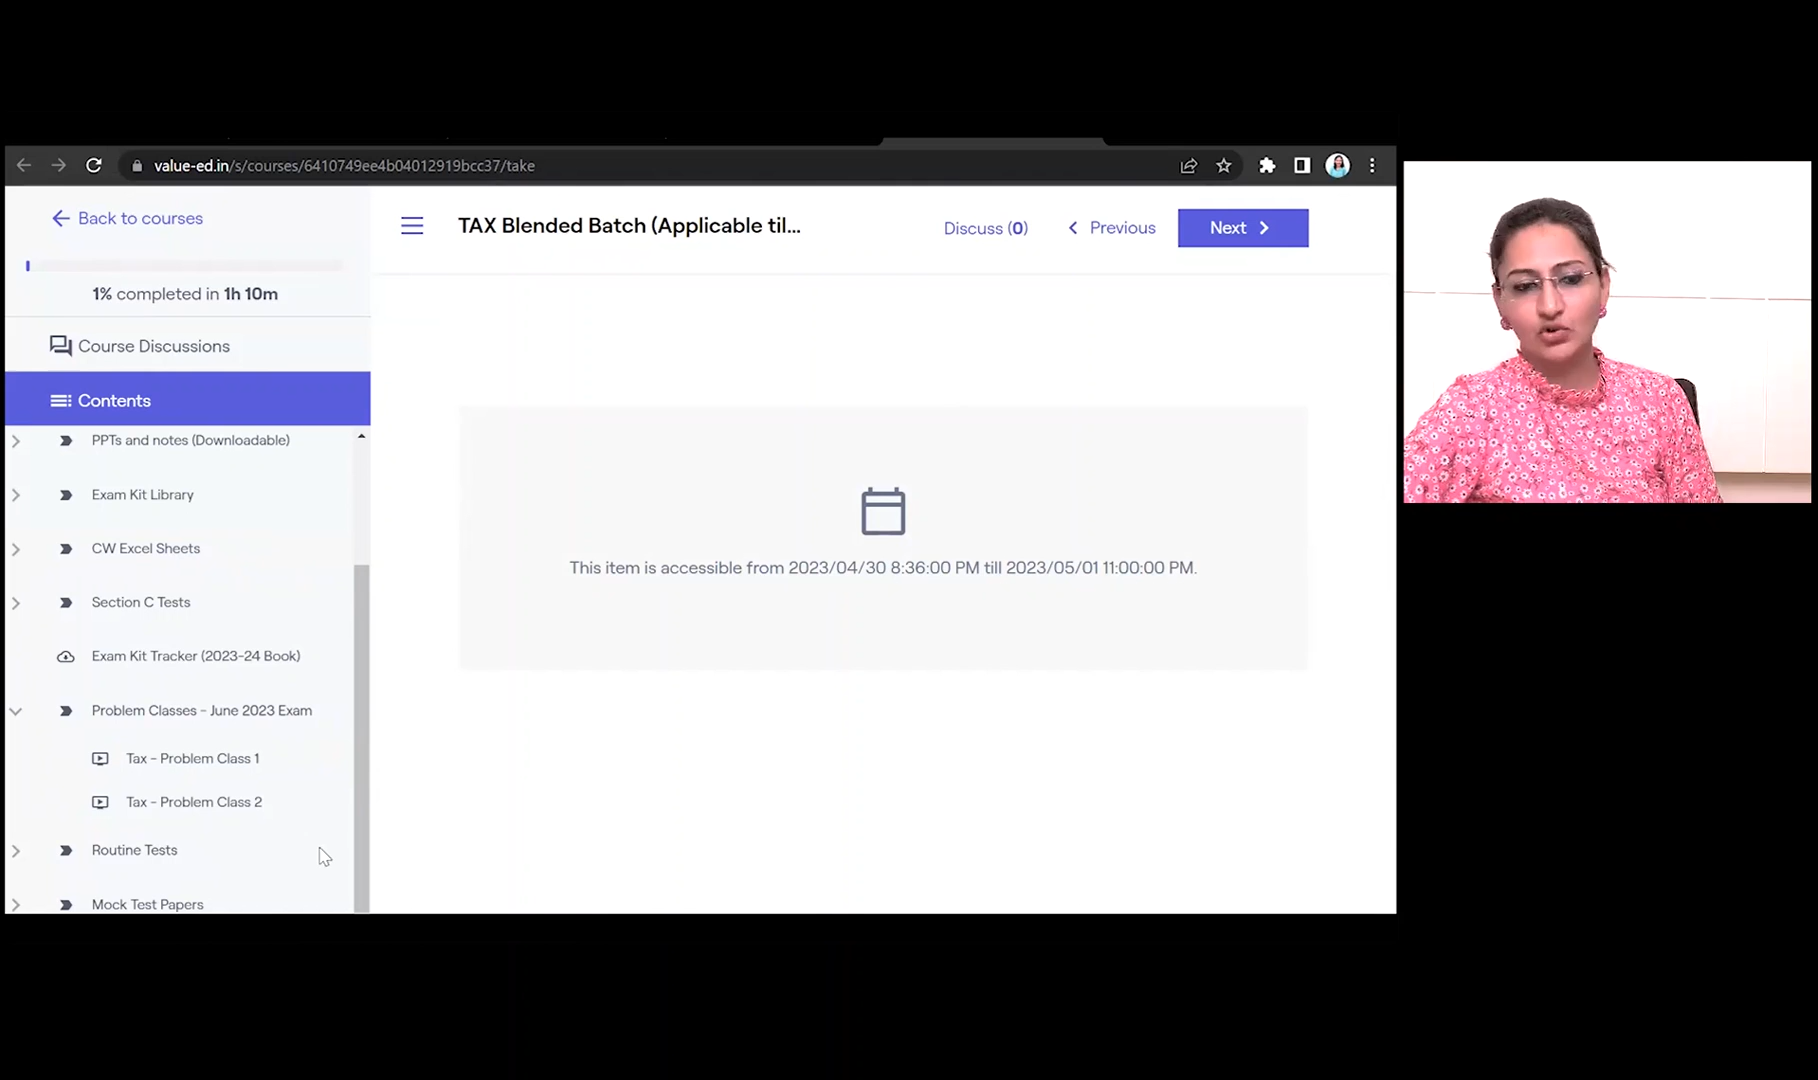 value-ed.in/s/courses/6410749ee4b04012919bcc37/take
Back to courses
1% completed in 1h 10m
Course Discussions
Contents
PPTs and notes (Downloadable)
Exam Kit Library
CW Excel Sheets
Section C Tests
Exam Kit Tracker (2023-24 Book)
Problem Classes - June 2023 Exam
Tax - Problem Class 1
Tax - Problem Class 2
Routine Tests
Mock Test Papers
TAX Blended Batch (Applicable til...
Discuss (0)
Previous
Next
This item is accessible from 2023/04/30 8:36:00 PM till 2023/05/01 11:00:00 PM.